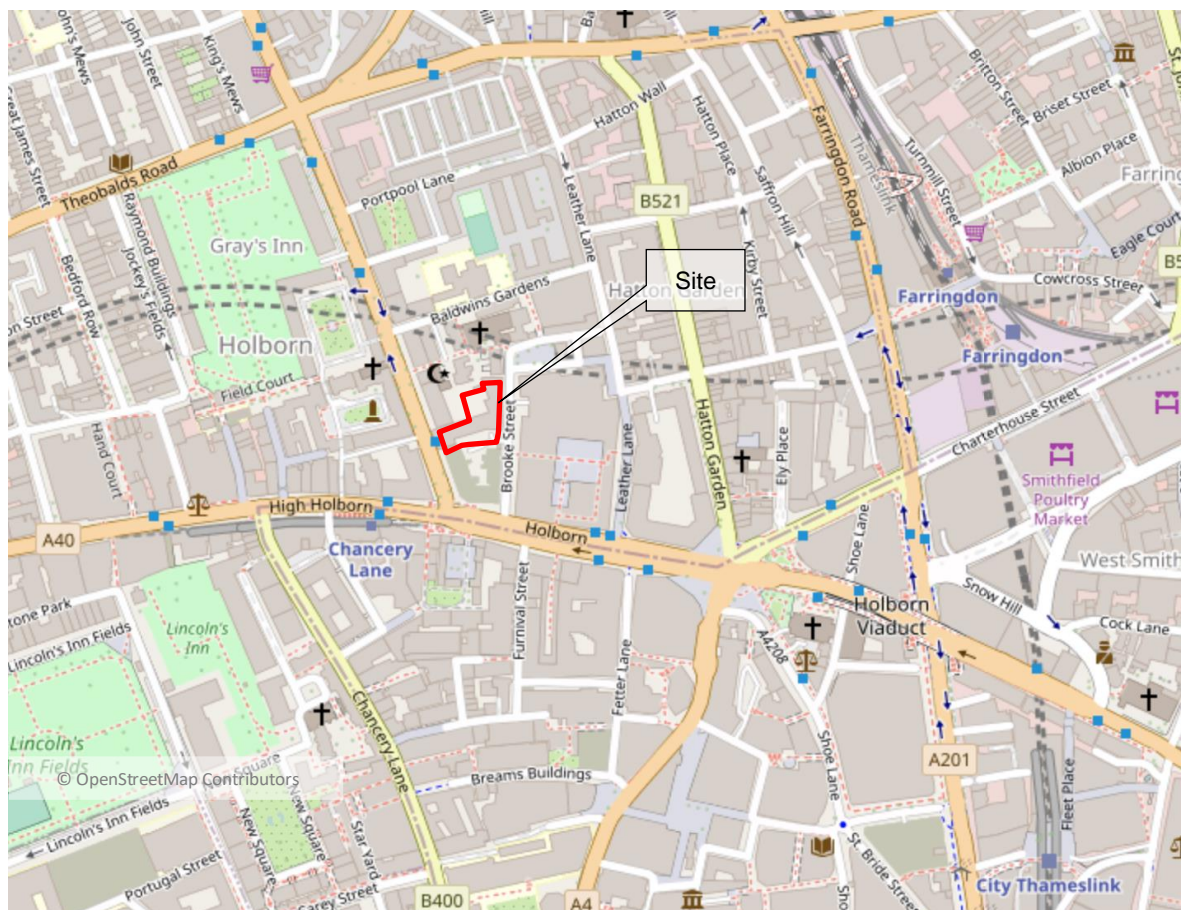 John's Mews
John Street
King's Mews
Great James Street
Theobalds Road
Raymond Buildings
Jockey's Fields
Bedford Row
Gray's Inn
Holborn
Field Court
Hand Court
Portpool Lane
Baldwins Gardens
Leather Lane
Hatton Wall
Hatton Place
Saffron Hill
Kirby Street
B521
Hatton Garden
Site
Farringdon Road
Thameslink
Turnmill Street
Britton Street
Briset Street
Albion Place
Eagle Court
Cowcross Street
Farringdon
Farringdon
Charterhouse Street
Smithfield
Poultry
Market
West Smith
Brooke Street
Leather Lane
Hatton Garden
Ely Place
Shoe Lane
High Holborn
Holborn
A40
Chancery
Lane
Furnival Street
Fetter Lane
Holborn
Viaduct
Snow Hill
Cock Lane
A4208
Shoe Lane
A201
Lincoln's Inn Fields
Lincoln's
Inn
Lincoln's
Inn Fields
© OpenStreetMap Contributors
Chancery Lane
Breams Buildings
New Square
New Square
Star Yard
Lincoln's Inn Fields
Portugal Street
Carey Street
B400
A4
St. Bride Street
Fleet Place
City Thameslink